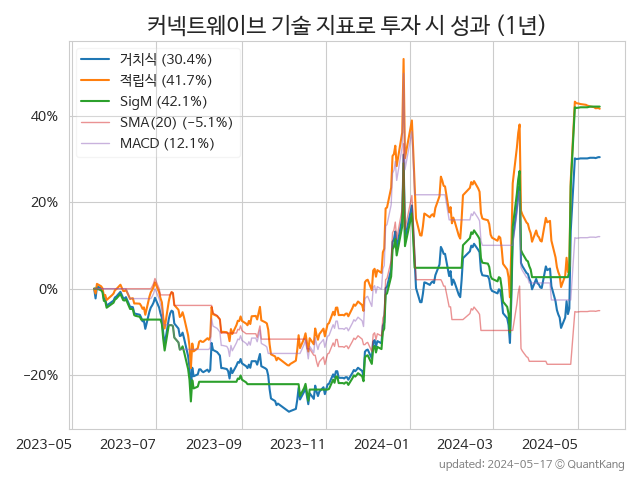 커넥트웨이브 기술 지표로 투자 시 성과 (1년)
거치식 (30.4%)
적립식 (41.7%)
SigM (42.1%)
SMA(20) (−5.1%)
MACD (12.1%)
40%
20%
0%
−20%
2023−05 2023−07 2023−09 2023−11 2024−01 2024−03 2024−05
updated: 2024−05−17 ⓒ QuantKang